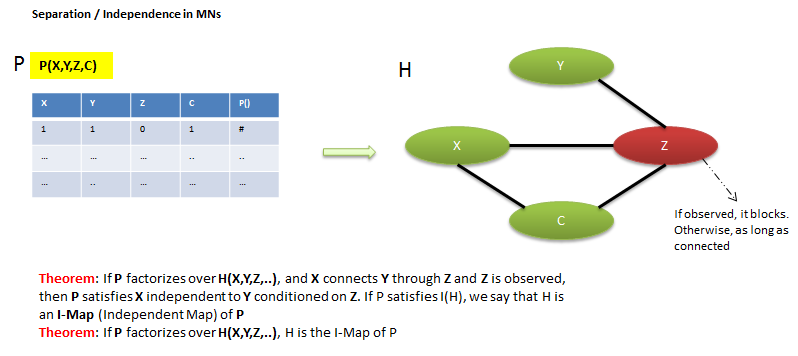 Separation / Independence in MNs
P P(X,Y,Z,C)
H
X Y Z C P()
1 1 0 1 #
... ... ... .. ..
... .. ... ... ...
Y
X
Z
C
If observed, it blocks.
Otherwise, as long as
connected
Theorem: If P factorizes over H(X,Y,Z,..), and X connects Y through Z and Z is observed,
then P satisfies X independent to Y conditioned on Z. If P satisfies I(H), we say that H is
an I-Map (Independent Map) of P
Theorem: If P factorizes over H(X,Y,Z,..), H is the I-Map of P